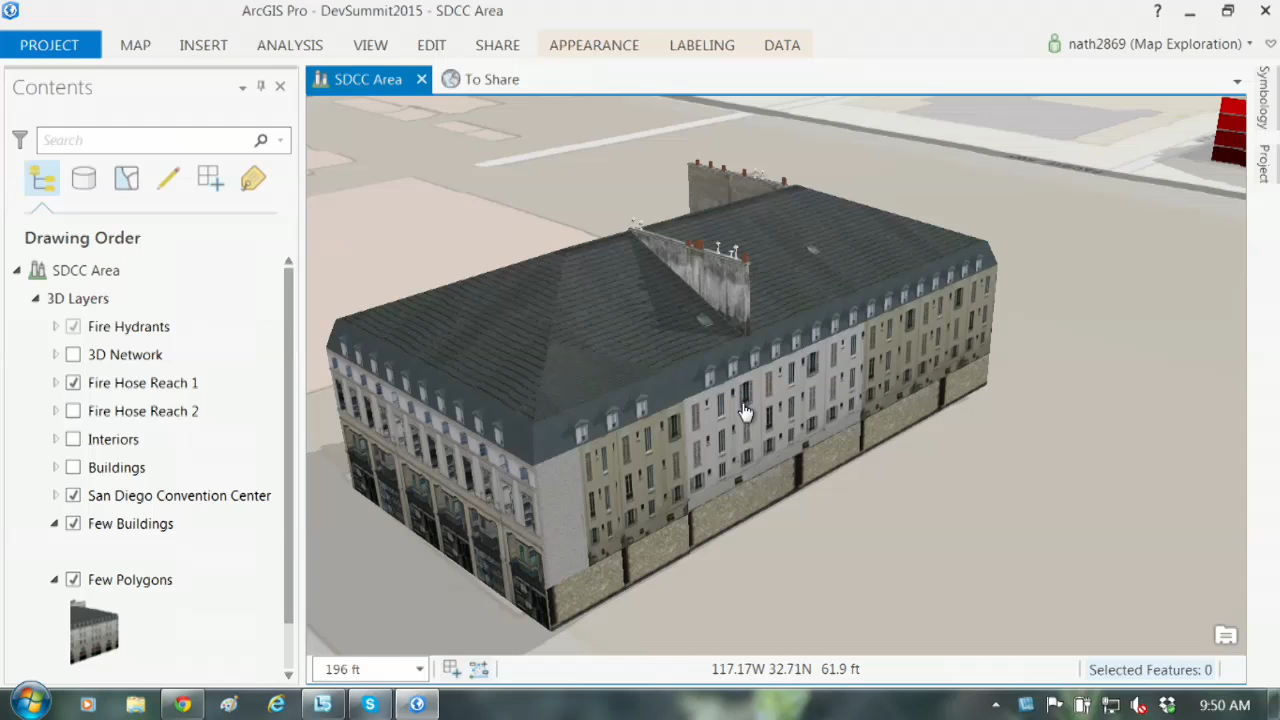 ArcGIS Pro - DevSummit2015 - SDCC Area
?
PROJECT MAP INSERT ANALYSIS VIEW EDIT SHARE APPEARANCE LABELING DATA
nath2869 (Map Exploration)
Contents
SDCC Area
To Share
Search
Symbology
Project
Drawing Order
SDCC Area
3D Layers
Fire Hydrants
3D Network
Fire Hose Reach 1
Fire Hose Reach 2
Interiors
Buildings
San Diego Convention Center
Few Buildings
Few Polygons
196 ft
117.17W 32.71N 61.9 ft
Selected Features: 0
9:50 AM